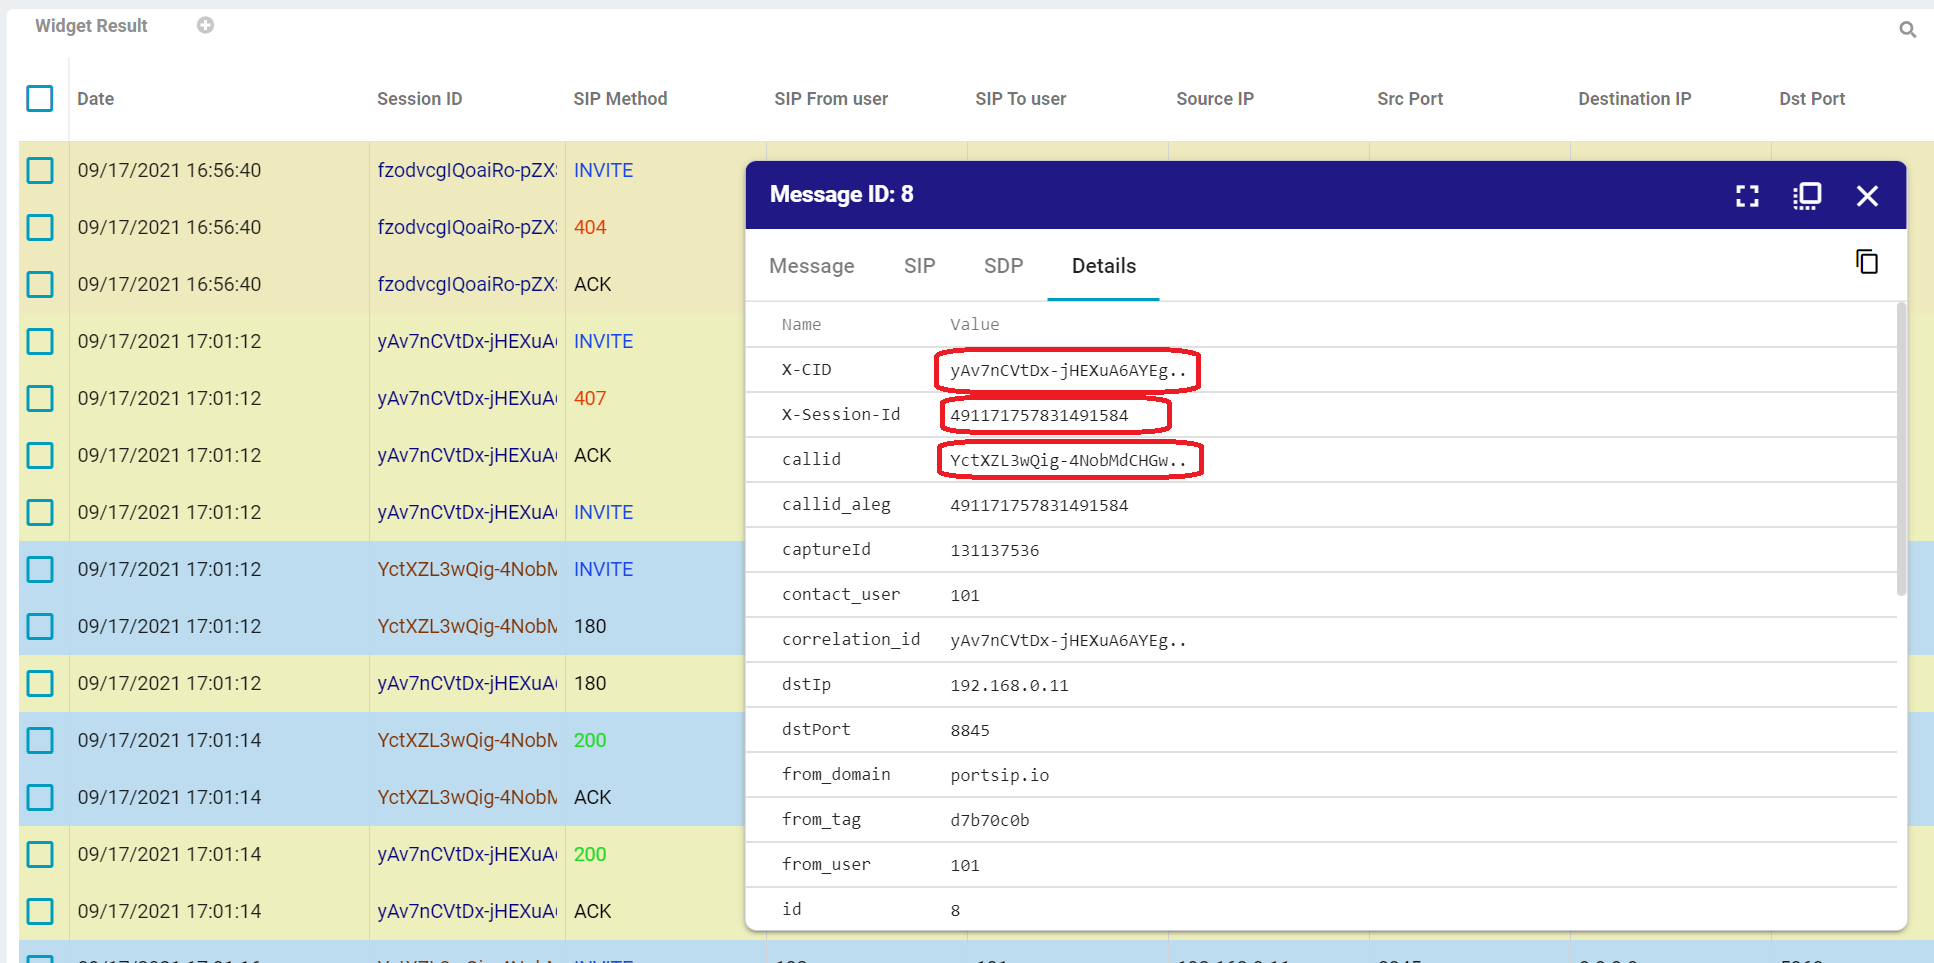 Widget Result
Date Session ID SIP Method SIP From user SIP To user Source IP Src Port Destination IP Dst Port
09/17/2021 16:56:40 fzodvcgIQoaiRo-pZX INVITE
09/17/2021 16:56:40 fzodvcgIQoaiRo-pZX 404
09/17/2021 16:56:40 fzodvcgIQoaiRo-pZX ACK
09/17/2021 17:01:12 yAv7nCVtDx-jHEXuA INVITE
09/17/2021 17:01:12 yAv7nCVtDx-jHEXuA 407
09/17/2021 17:01:12 yAv7nCVtDx-jHEXuA ACK
09/17/2021 17:01:12 yAv7nCVtDx-jHEXuA INVITE
09/17/2021 17:01:12 YctXZL3wQig-4NobM INVITE
09/17/2021 17:01:12 YctXZL3wQig-4NobM 180
09/17/2021 17:01:12 yAv7nCVtDx-jHEXuA 180
09/17/2021 17:01:14 YctXZL3wQig-4NobM 200
09/17/2021 17:01:14 YctXZL3wQig-4NobM ACK
09/17/2021 17:01:14 yAv7nCVtDx-jHEXuA 200
09/17/2021 17:01:14 yAv7nCVtDx-jHEXuA ACK
Message ID: 8
Message SIP SDP Details
Name Value
X-CID yAv7nCVtDx-jHEXuA6AYEg..
X-Session-Id 491171757831491584
callid YctXZL3wQig-4NobMdCHGw..
callid_aleg 491171757831491584
captureId 131137536
contact_user 101
correlation_id yAv7nCVtDx-jHEXuA6AYEg..
dstIp 192.168.0.11
dstPort 8845
from_domain portsip.io
from_tag d7b70c0b
from_user 101
id 8